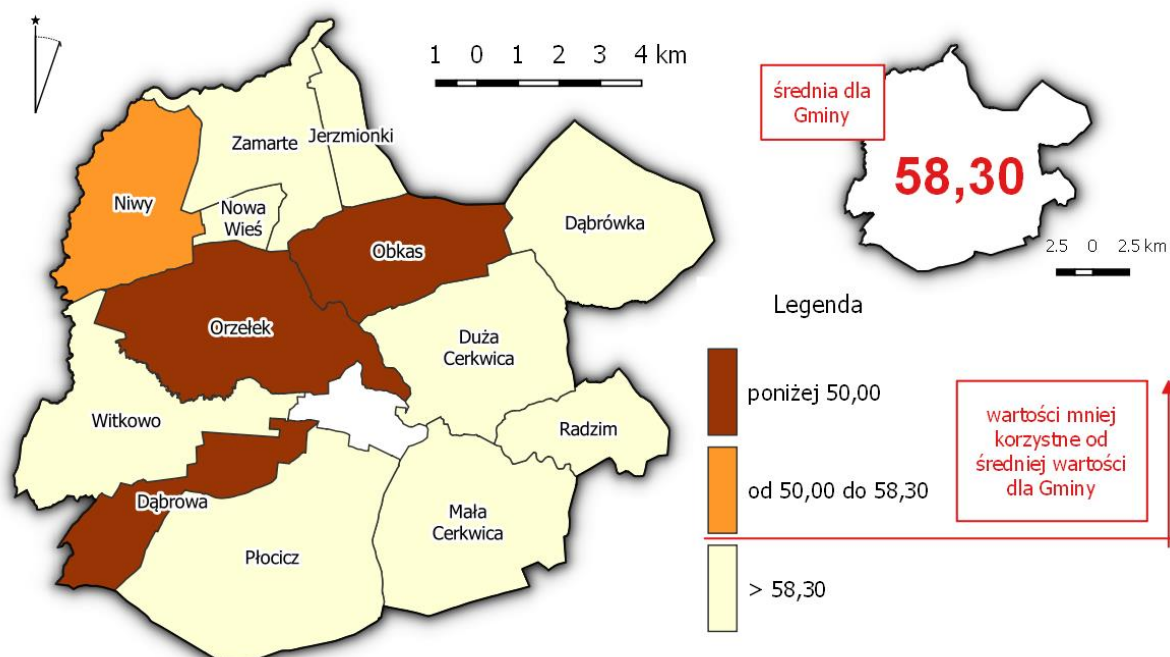 1 0 1 2 3 4 km
średnia dla
Gminy
58,30
2.5 0 2.5 km
Zamarte
Jerzmionki
Niwy
Nowa
Wieś
Obkas
Dąbrówka
Orzełek
Duża
Cerkwica
Witkowo
Radzim
Dąbrowa
Mała
Cerkwica
Płocicz
Legenda
poniżej 50,00
od 50,00 do 58,30
> 58,30
wartości mniej
korzystne od
średniej wartości
dla Gminy